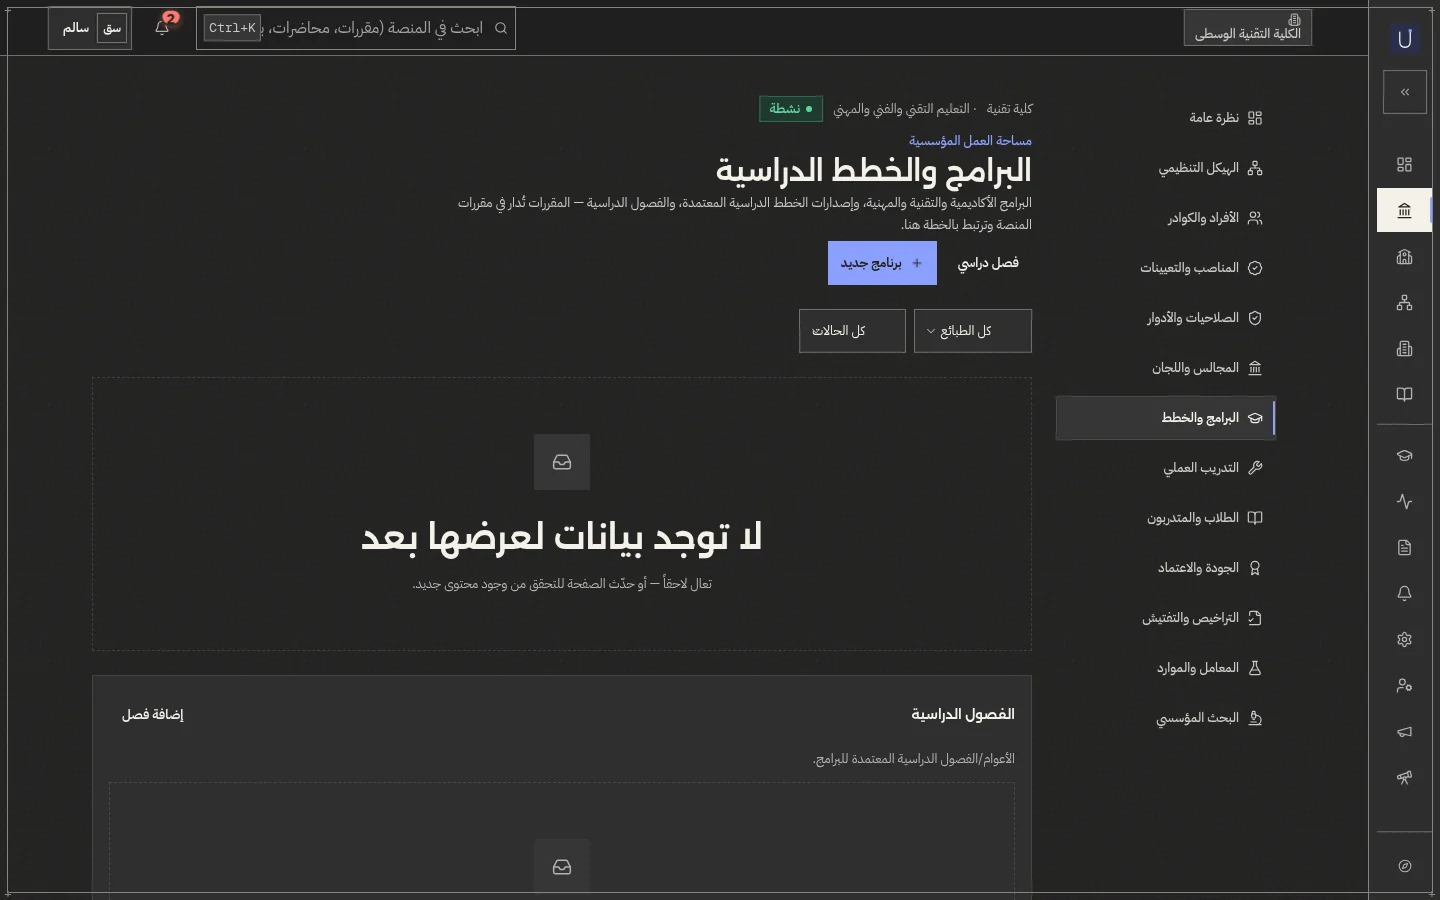 الكلية التقنية الوسطى
ابحث في المنصة (مقررات، محاضرات، ب
Ctrl+K
2
سق
سالم
نظرة عامة
الهيكل التنظيمي
الأفراد والكوادر
المناصب والتعيينات
الصلاحيات والأدوار
المجالس واللجان
البرامج والخطط
التدريب العملي
الطلاب والمتدربون
الجودة والاعتماد
التراخيص والتفتيش
المعامل والموارد
البحث المؤسسي
كلية تقنية · التعليم التقني والفني والمهني
نشطة
مساحة العمل المؤسسية
البرامج والخطط الدراسية
البرامج الأكاديمية والتقنية والمهنية، وإصدارات الخطط الدراسية المعتمدة، والفصول الدراسية — المقررات تُدار في مقررات
المنصة وترتبط بالخطة هنا.
فصل دراسي
+ برنامج جديد
كل الطبائع
كل الحالات
لا توجد بيانات لعرضها بعد
تعال لاحقاً — أو حدّث الصفحة للتحقق من وجود محتوى جديد.
الفصول الدراسية
إضافة فصل
الأعوام/الفصول الدراسية المعتمدة للبرامج.